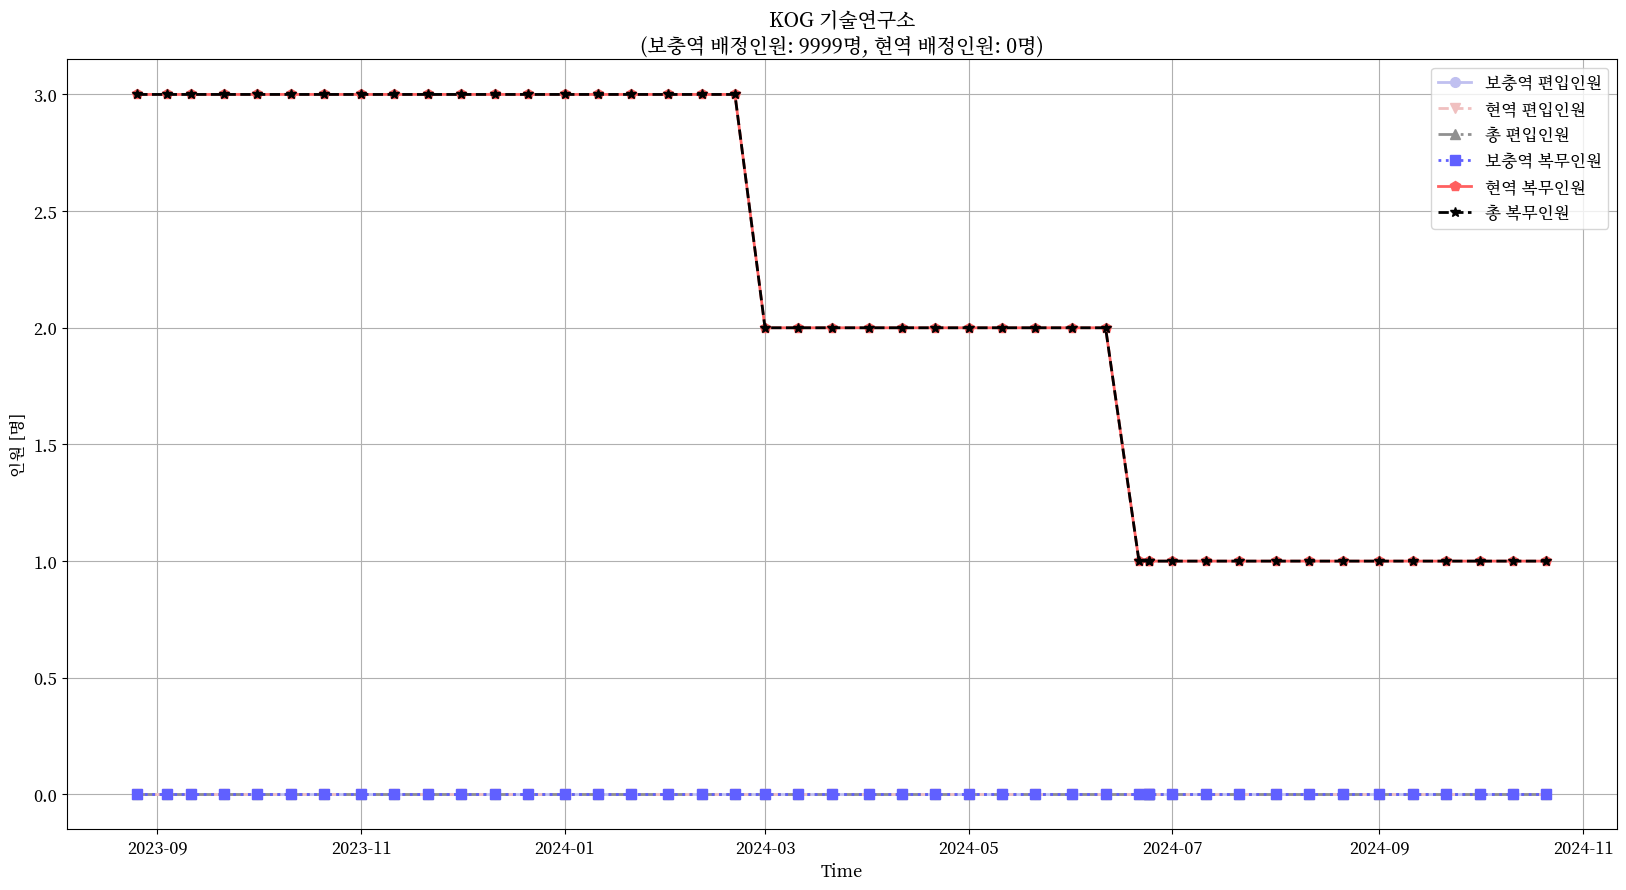 KOG 기술연구소
(보충역 배정인원: 9999명, 현역 배정인원: 0명)
보충역 편입인원
현역 편입인원
총 편입인원
보충역 복무인원
현역 복무인원
총 복무인원
인원 [명]
3.0
2.5
2.0
1.5
1.0
0.5
0.0
2023-09
2023-11
2024-01
2024-03
2024-05
2024-07
2024-09
2024-11
Time